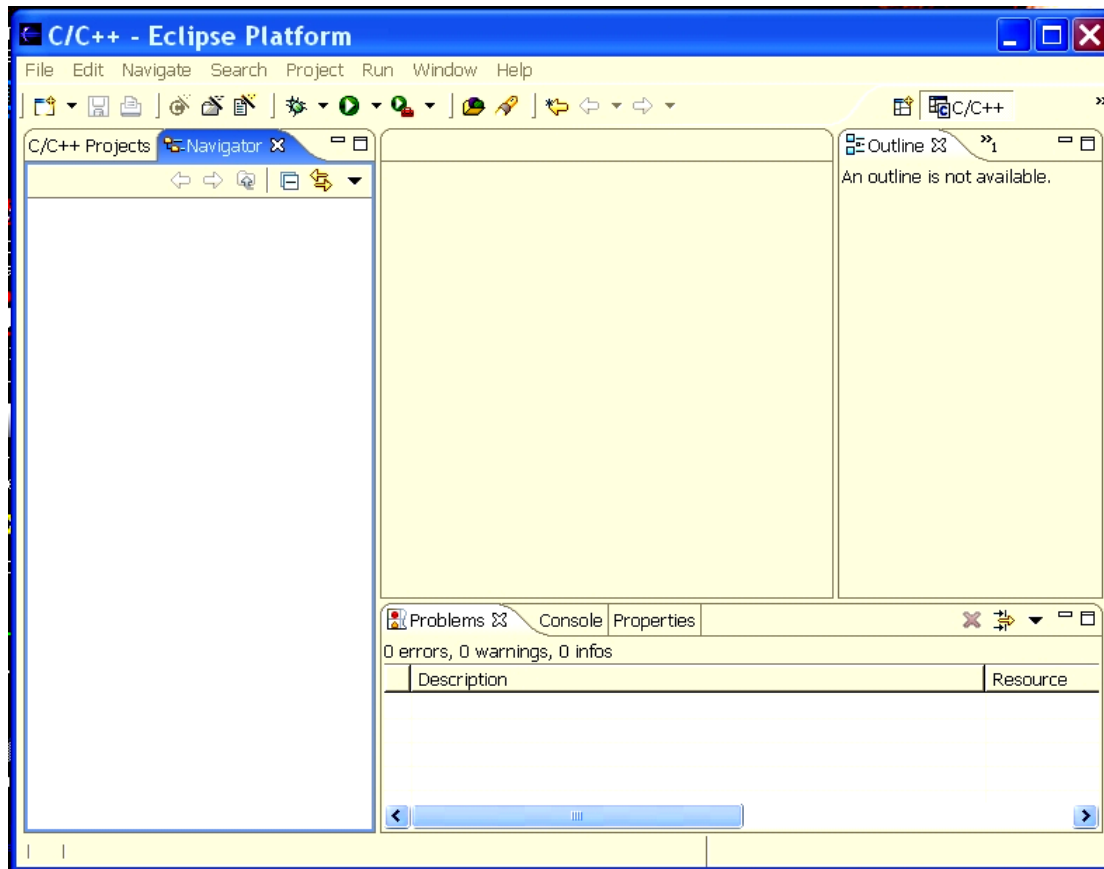 C/C++ - Eclipse Platform
File Edit Navigate Search Project Run Window Help
C/C++
C/C++ Projects Navigator
Outline
1
An outline is not available.
Problems Console Properties
0 errors, 0 warnings, 0 infos
Description Resource